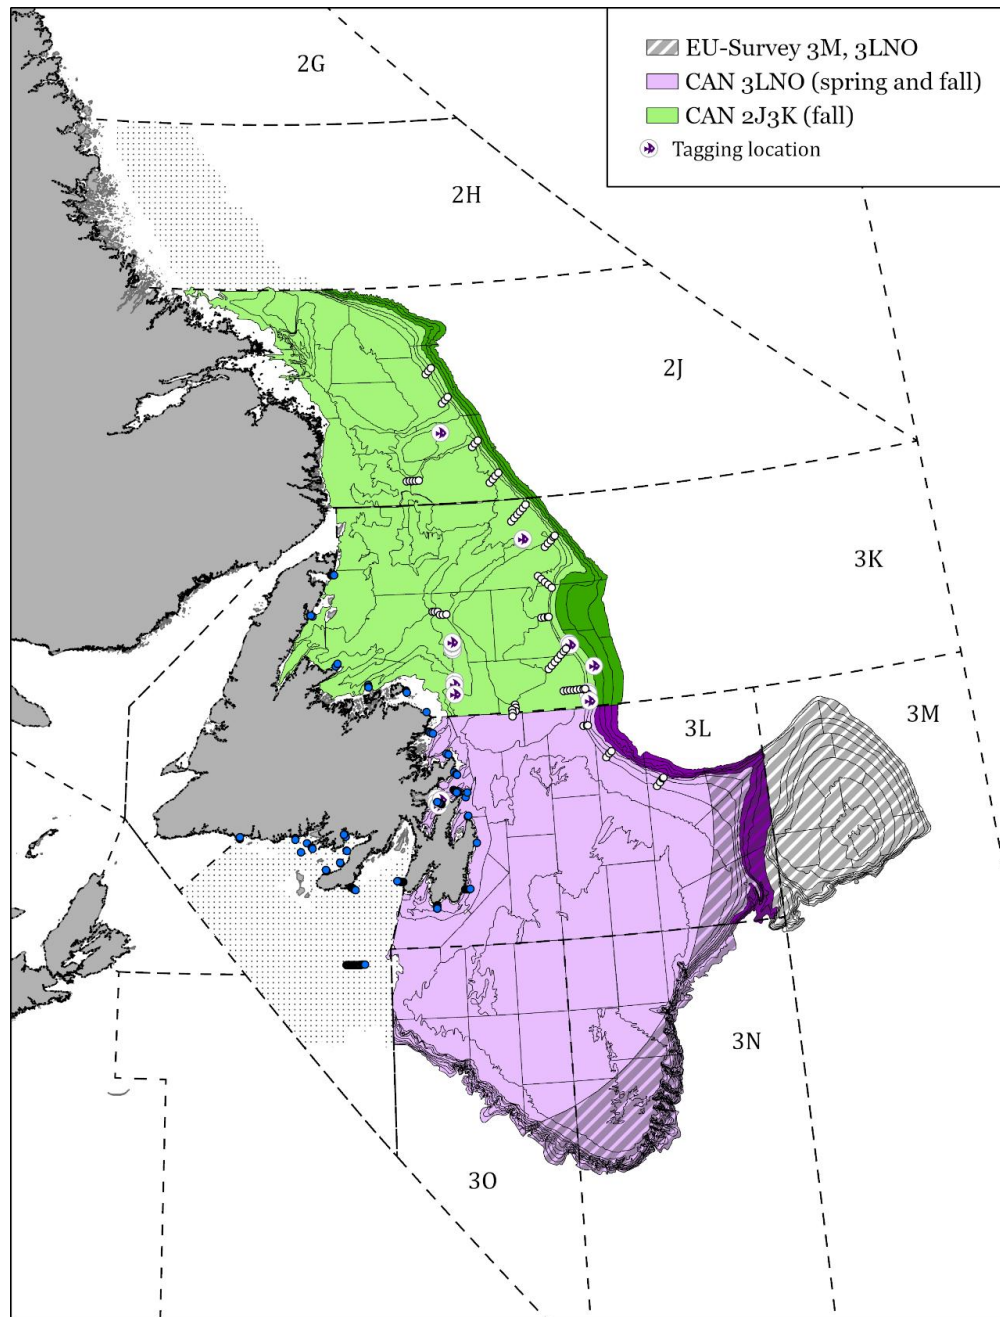 EU-Survey 3M, 3LNO
CAN 3LNO (spring and fall)
CAN 2J3K (fall)
Tagging location
2G
2H
2J
3K
3L
3M
3N
3O